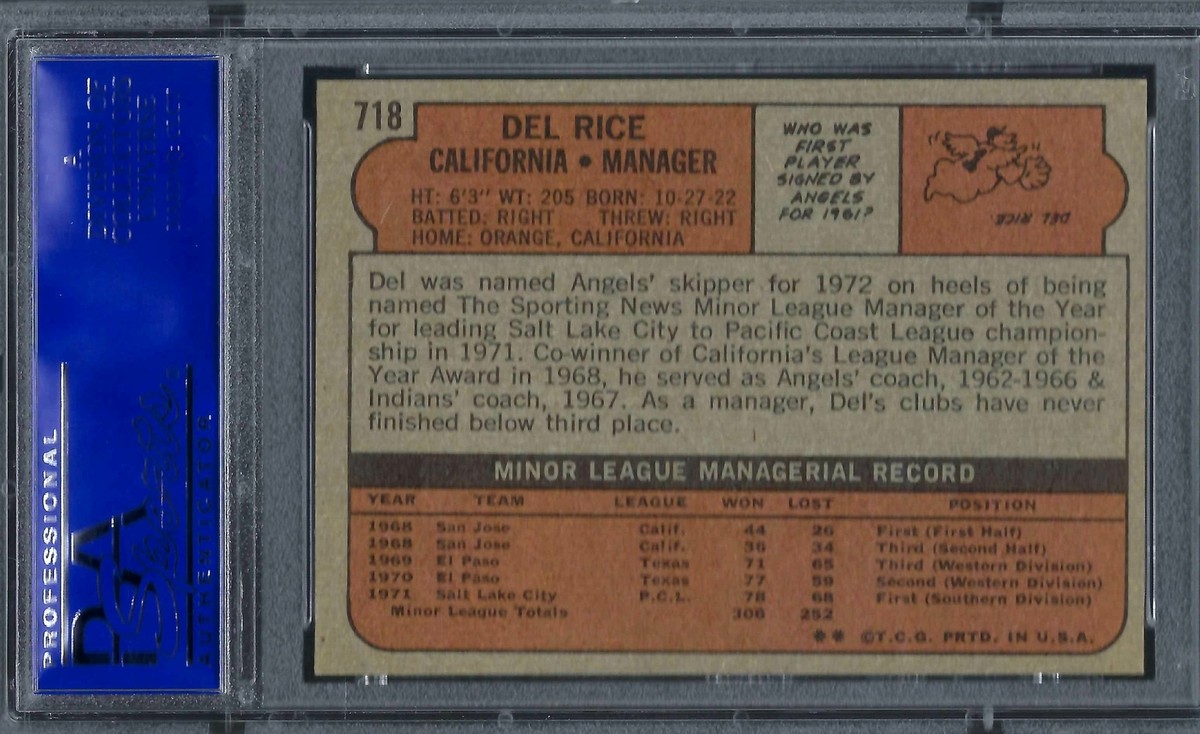 718
DEL RICE
CALIFORNIA • MANAGER
HT: 6'3" WT: 205 BORN: 10-27-22
BATTED: RIGHT THREW: RIGHT
HOME: ORANGE, CALIFORNIA
WHO WAS
FIRST
PLAYER
SIGNED BY
ANGELS
FOR 1961?
DEL RICE
Del was named Angels' skipper for 1972 on heels of being
named The Sporting News Minor League Manager of the Year
for leading Salt Lake City to Pacific Coast League champion-
ship in 1971. Co-winner of California's League Manager of the
Year Award in 1968, he served as Angels' coach, 1962-1966 &
Indians' coach, 1967. As a manager, Del's clubs have never
finished below third place.
MINOR LEAGUE MANAGERIAL RECORD
YEAR TEAM LEAGUE WON LOST POSITION
1968 San Jose Calif. 44 26 First (First Half)
1968 San Jose Calif. 36 34 Third (Second Half)
1969 El Paso Texas 71 65 Third (Western Division)
1970 El Paso Texas 77 59 Second (Western Division)
1971 Salt Lake City P.C.L. 78 68 First (Southern Division)
Minor League Totals 306 252
** ©T.C.G. PRTD. IN U.S.A.
PROFESSIONAL
PSA
AUTHENTICATOR
A
DIVISION OF
COLLECTORS
UNIVERSE